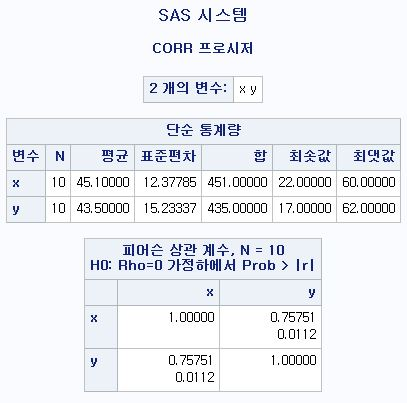 SAS 시스템
CORR 프로시저
2 개의 변수: x y
단순 통계량
변수 N 평균 표준편차 합 최솟값 최댓값
x 10 45.10000 12.37785 451.00000 22.00000 60.00000
y 10 43.50000 15.23337 435.00000 17.00000 62.00000
피어슨 상관 계수, N = 10
H0: Rho=0 가정하에서 Prob > |r|
x y
x 1.00000 0.75751
0.0112
y 0.75751 1.00000
0.0112